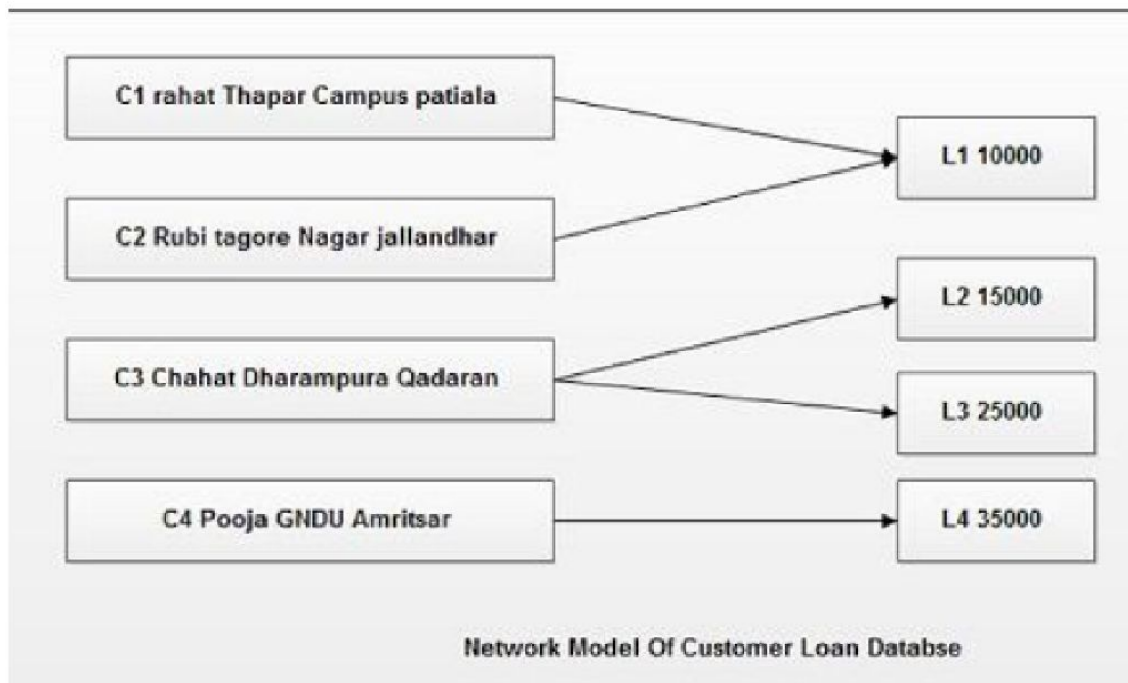 C1 rahat Thapar Campus patiala
L1 10000
C2 Rubi tagore Nagar jallandhar
L2 15000
C3 Chahat Dharampura Qadaran
L3 25000
C4 Pooja GNDU Amritsar
L4 35000
Network Model Of Customer Loan Databse